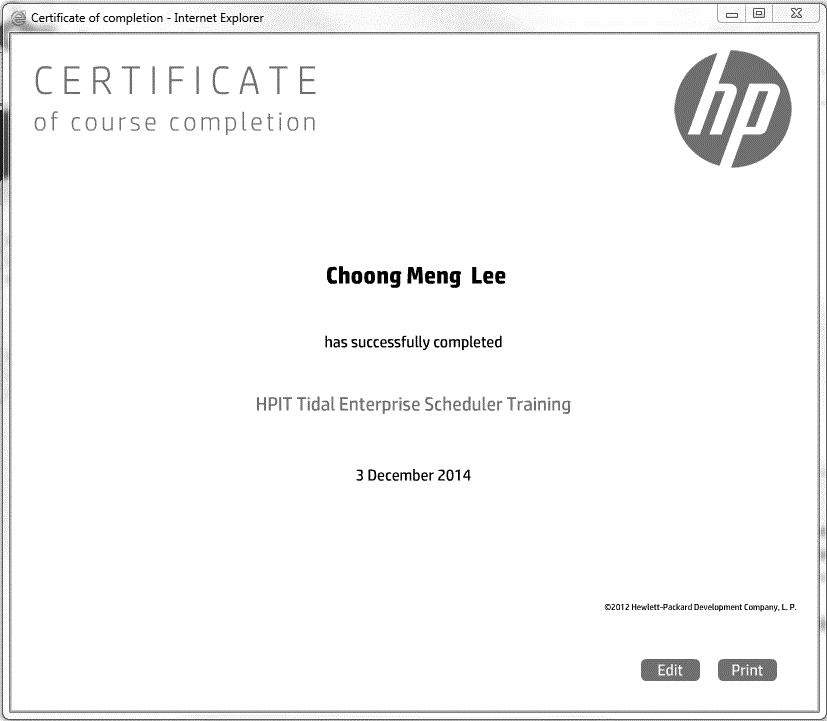 Certificate of completion - Internet Explorer
CERTIFICATE
of course completion
hp
Choong Meng Lee
has successfully completed
HPIT Tidal Enterprise Scheduler Training
3 December 2014
©2012 Hewlett-Packard Development Company, L. P.
Edit Print